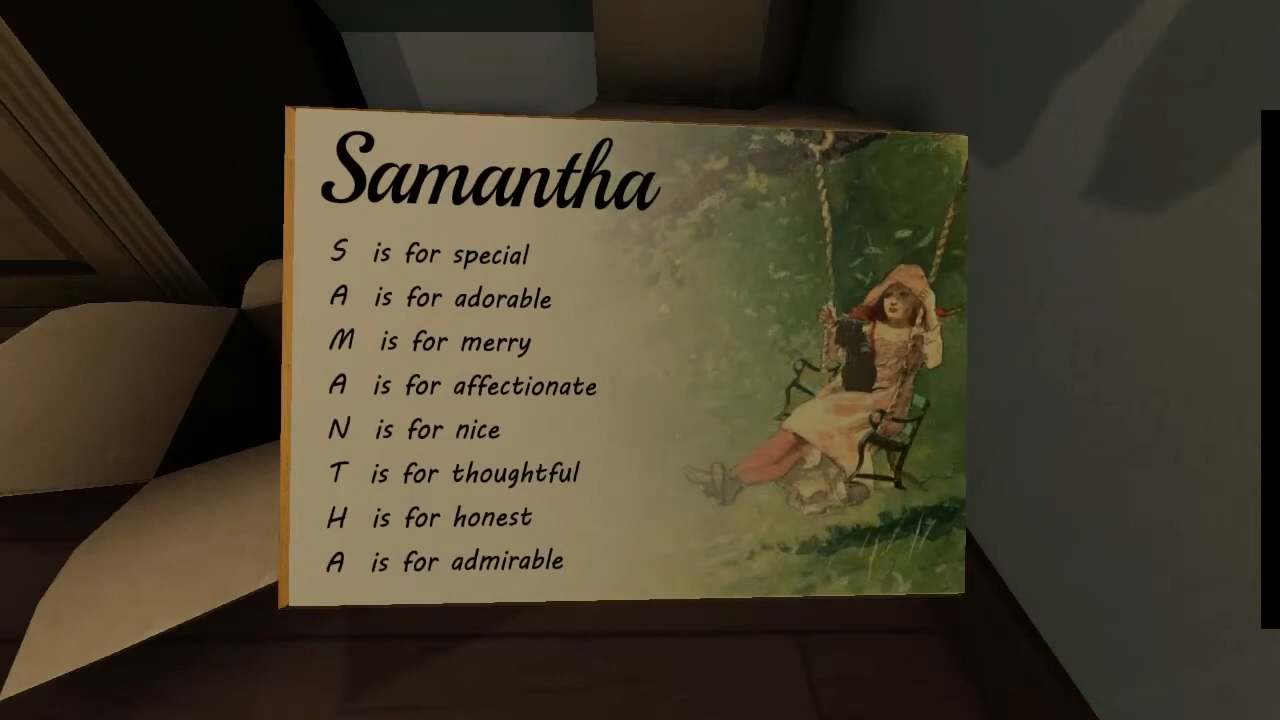 Samantha
S is for special
A is for adorable
M is for merry
A is for affectionate
N is for nice
T is for thoughtful
H is for honest
A is for admirable